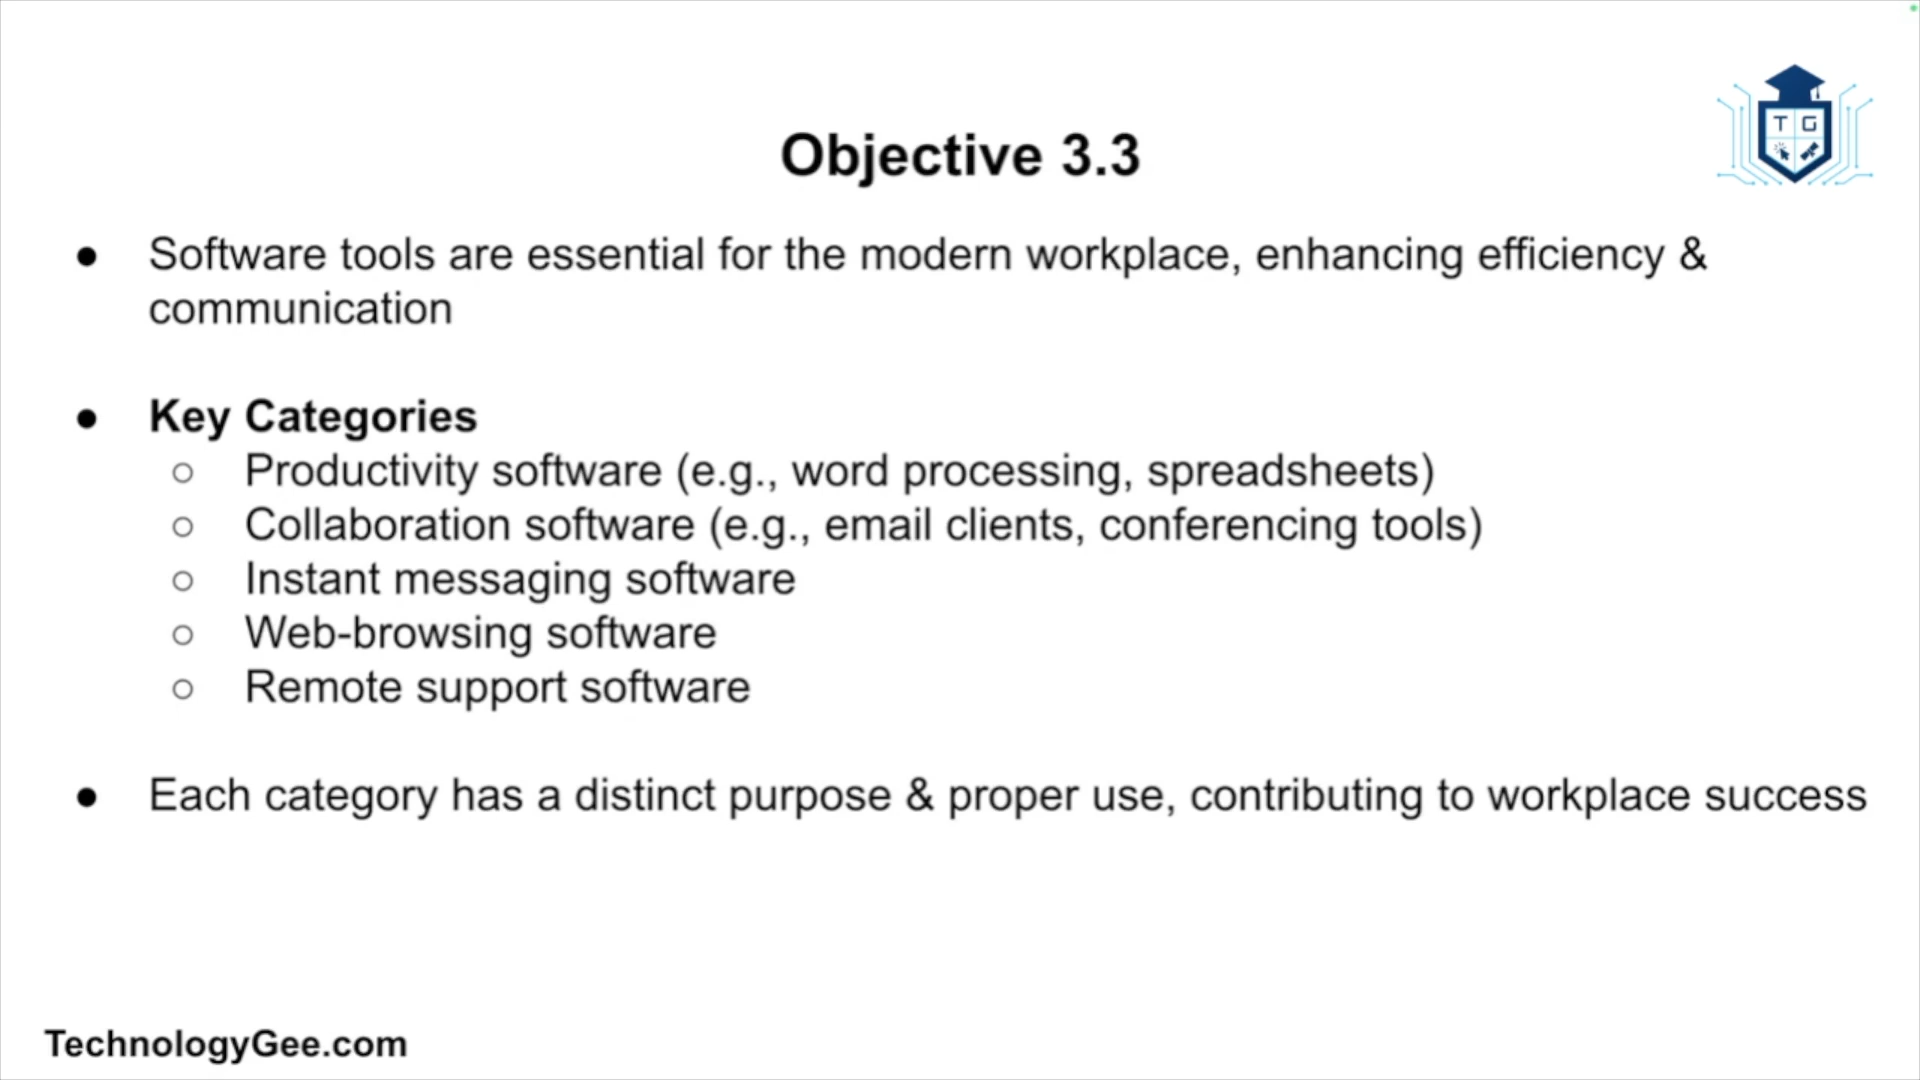 T G
Objective 3.3
● Software tools are essential for the modern workplace, enhancing efficiency &
communication
● Key Categories
○ Productivity software (e.g., word processing, spreadsheets)
○ Collaboration software (e.g., email clients, conferencing tools)
○ Instant messaging software
○ Web-browsing software
○ Remote support software
● Each category has a distinct purpose & proper use, contributing to workplace success
TechnologyGee.com